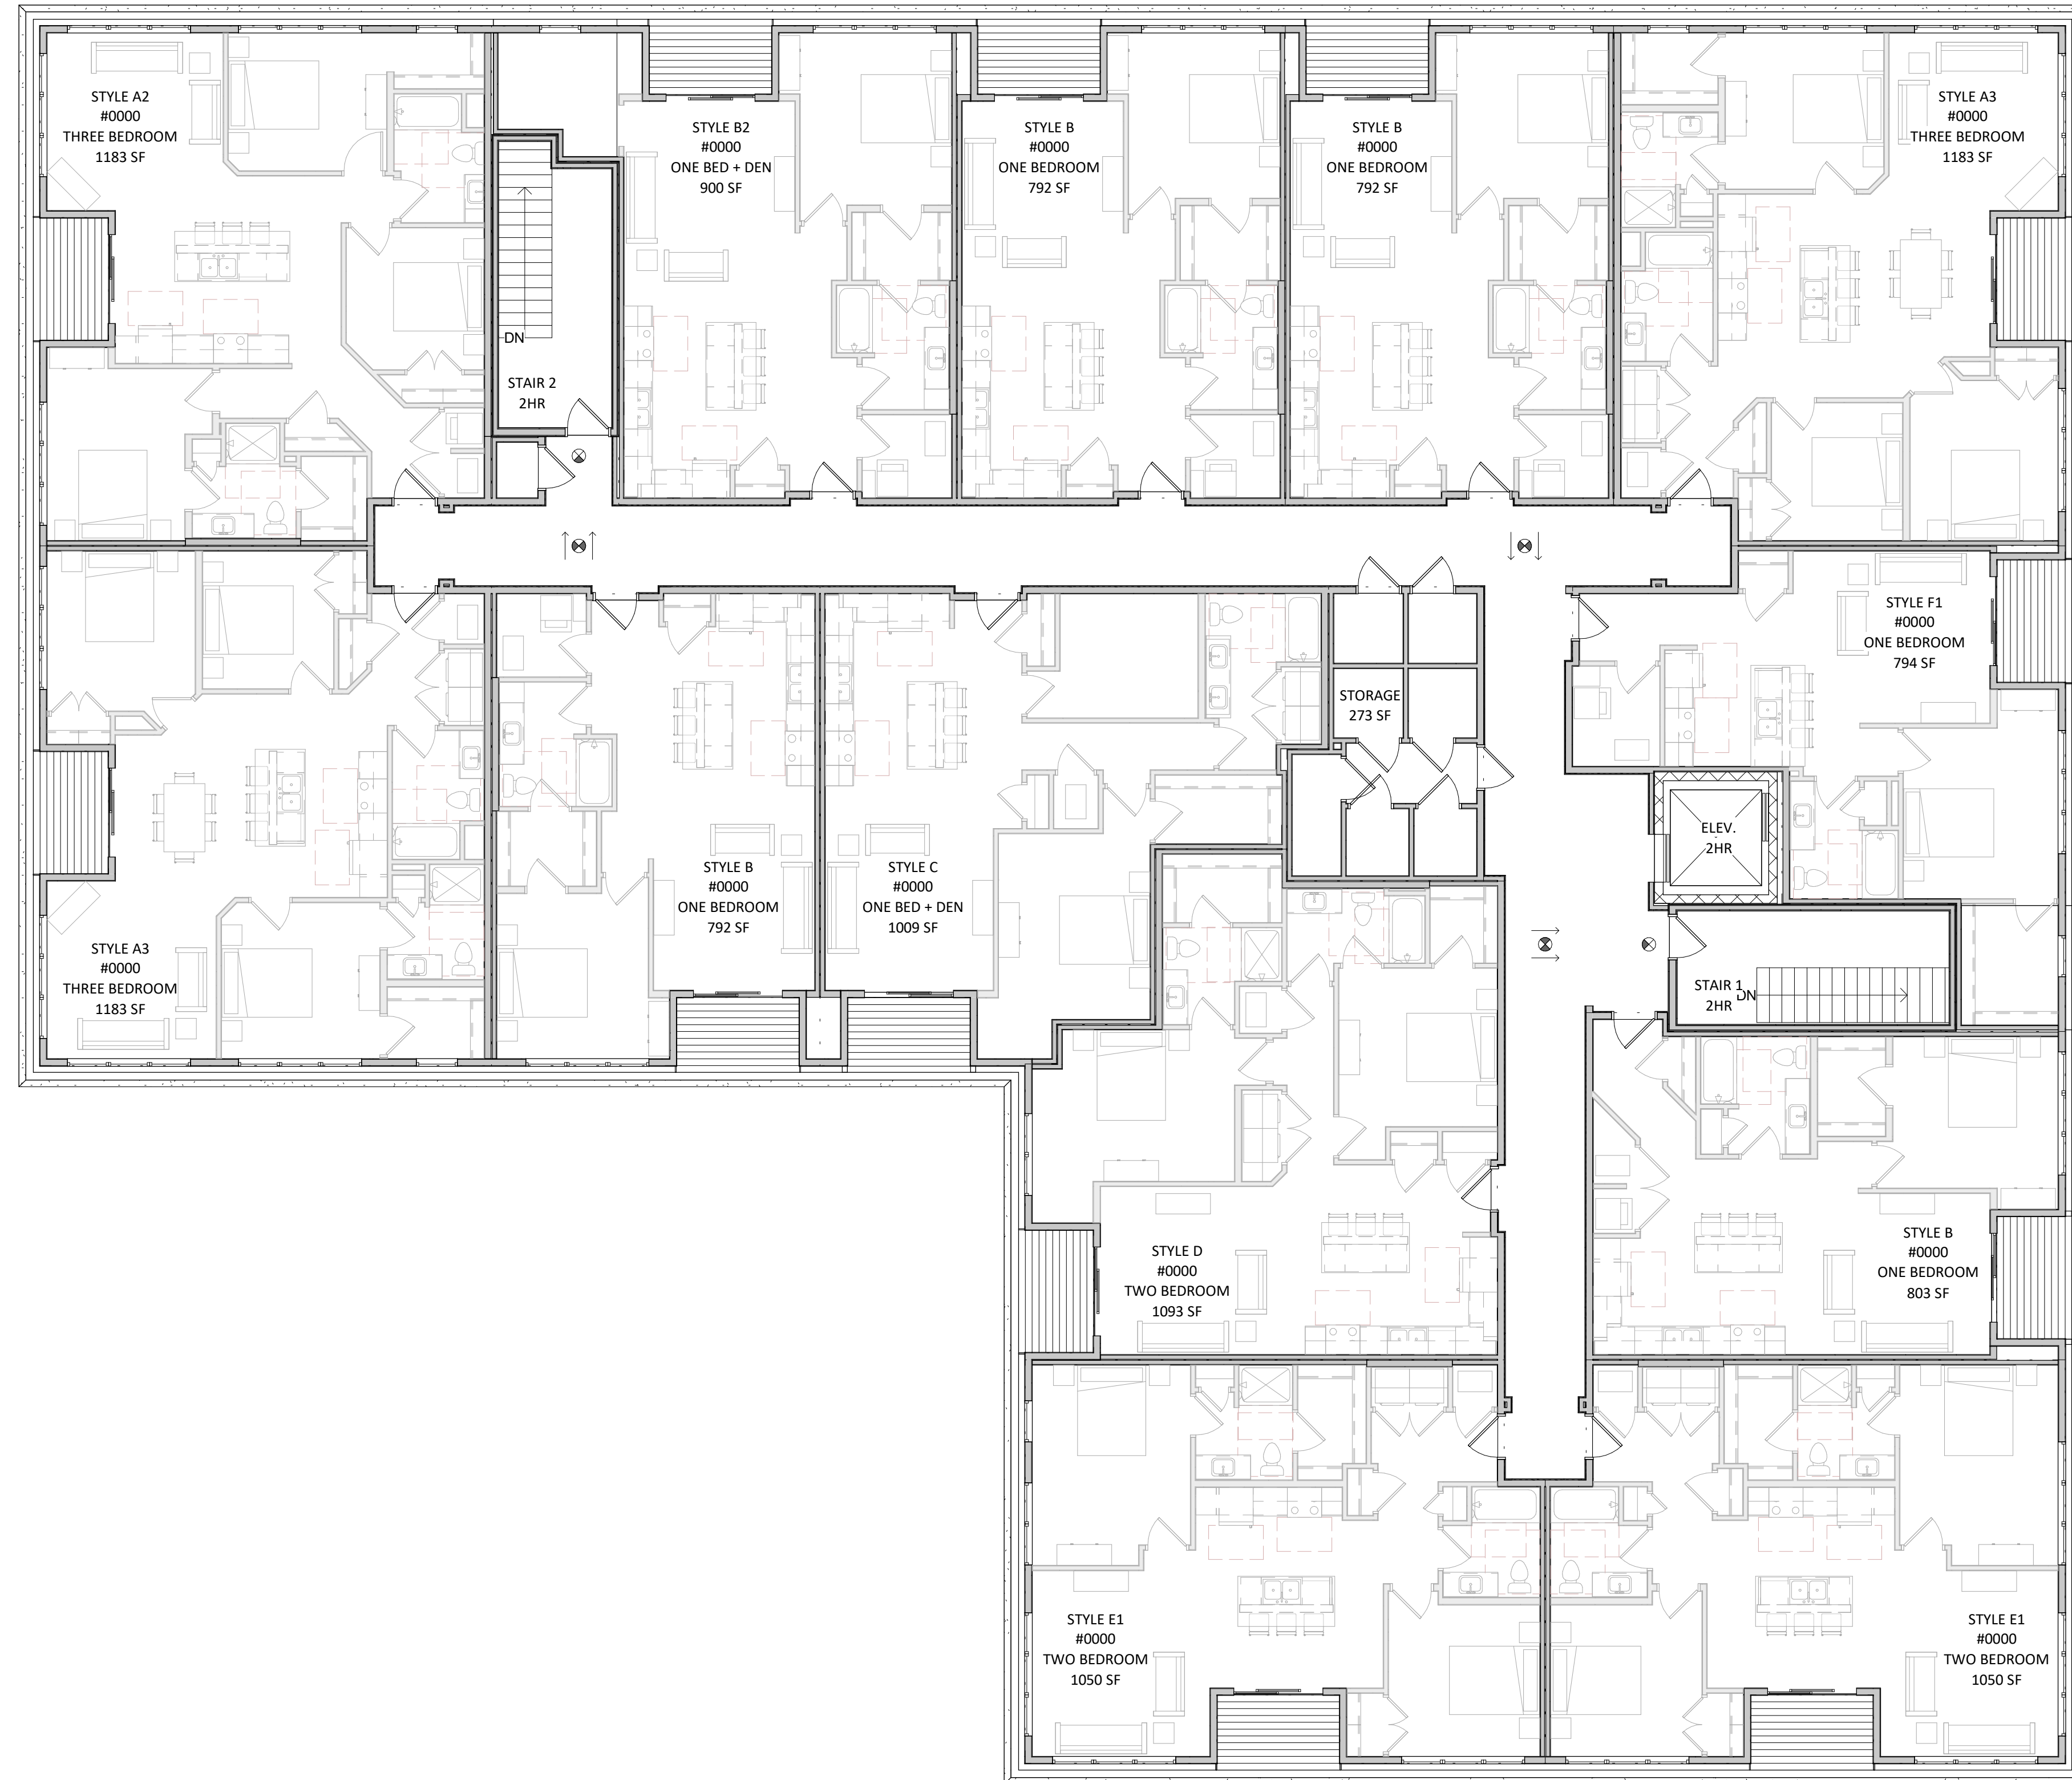 STYLE A2
#0000
THREE BEDROOM
1183 SF
STYLE B2
#0000
ONE BED + DEN
900 SF
STYLE B
#0000
ONE BEDROOM
792 SF
STYLE B
#0000
ONE BEDROOM
792 SF
STYLE A3
#0000
THREE BEDROOM
1183 SF
DN
STAIR 2
2HR
STYLE F1
#0000
ONE BEDROOM
794 SF
STORAGE
273 SF
ELEV.
2HR
STYLE A3
#0000
THREE BEDROOM
1183 SF
STYLE B
#0000
ONE BEDROOM
792 SF
STYLE C
#0000
ONE BED + DEN
1009 SF
STAIR 1
2HR
DN
STYLE D
#0000
TWO BEDROOM
1093 SF
STYLE B
#0000
ONE BEDROOM
803 SF
STYLE E1
#0000
TWO BEDROOM
1050 SF
STYLE E1
#0000
TWO BEDROOM
1050 SF